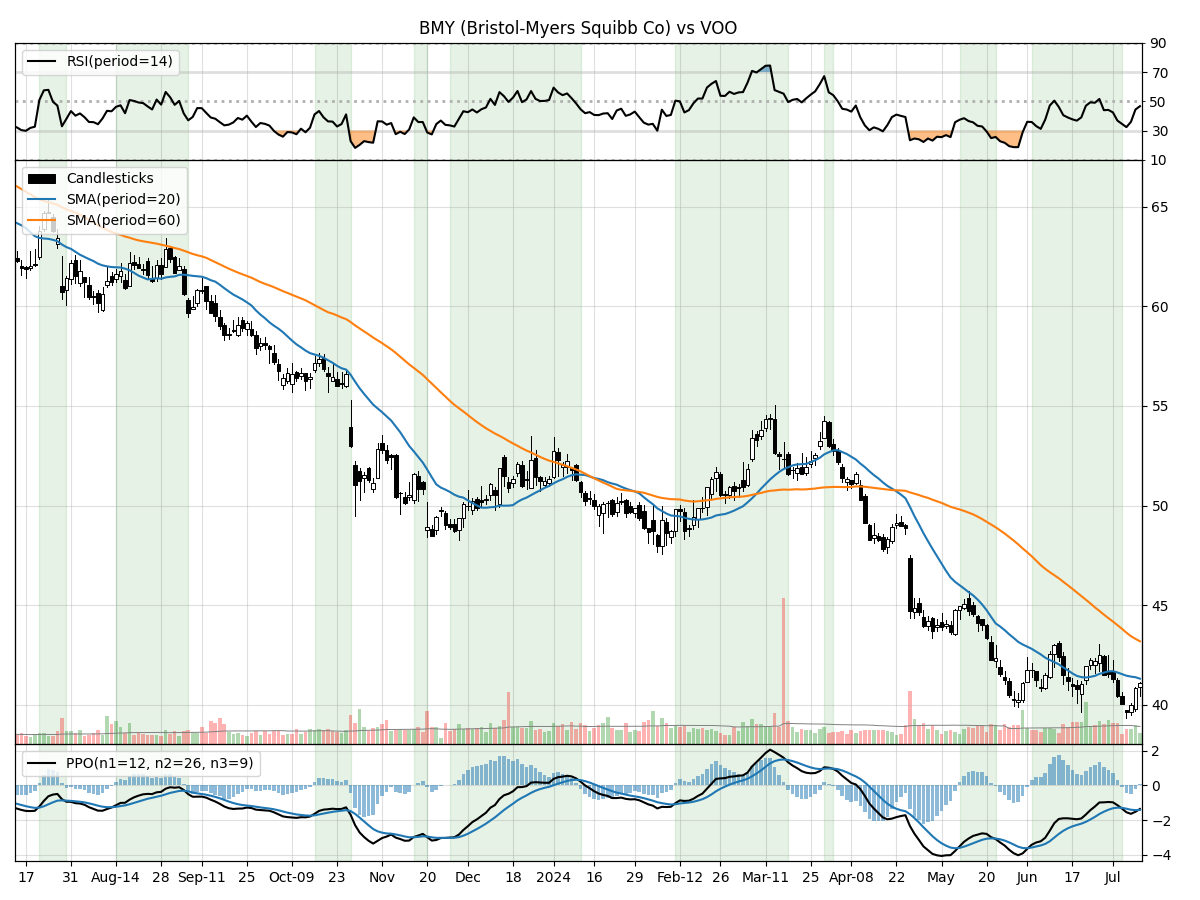 BMY (Bristol-Myers Squibb Co) vs VOO
RSI(period=14)
90
70
50
30
10
Candlesticks
SMA(period=20)
SMA(period=60)
65
60
55
50
45
40
PPO(n1=12, n2=26, n3=9)
2
0
−2
−4
17 31 Aug-14 28 Sep-11 25 Oct-09 23 Nov 20 Dec 18 2024 16 29 Feb-12 26 Mar-11 25 Apr-08 22 May 20 Jun 17 Jul